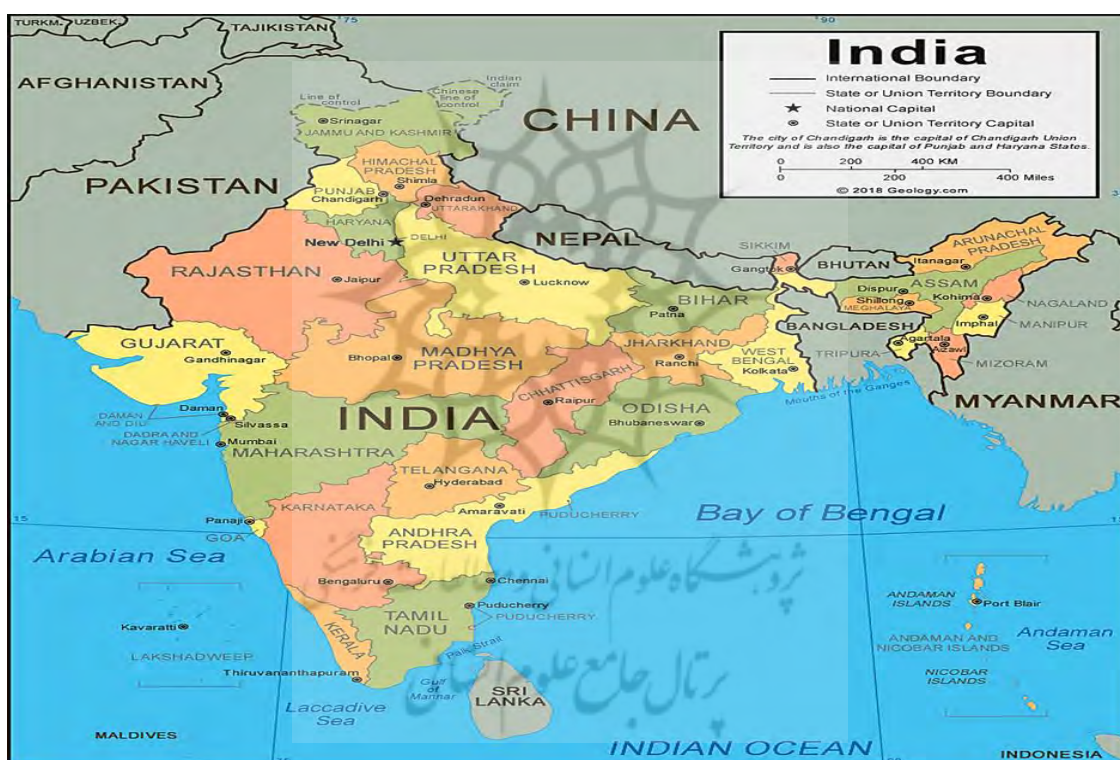 TURKM.
UZBEK.
75
90
TAJIKISTAN
AFGHANISTAN
India
International Boundary
State or Union Territory Boundary
National Capital
State or Union Territory Capital
The city of Chandigarh is the capital of Chandigarh Union
Territory and is also the capital of Punjab and Haryana States.
0 200 400 KM
0 200 400 Miles
© 2018 Geology.com
Indian
claim
Chinese
line of
control
Line of
control
Srinagar
JAMMU AND KASHMIR
CHINA
HIMACHAL
PRADESH
Shimla
PAKISTAN
PUNJAB
Chandigarh
Dehradun
UTTARAKHAND
HARYANA
New Delhi
DELHI
NEPAL
SIKKIM
Gangtok
BHUTAN
ARUNACHAL
PRADESH
Itanagar
RAJASTHAN
Jaipur
UTTAR
PRADESH
Lucknow
BIHAR
Patna
ASSAM
Dispur
Shillong
MEGHALAYA
Kohima
NAGALAND
Imphal
MANIPUR
BANGLADESH
Agartala
TRIPURA
Aizawl
MIZORAM
GUJARAT
Gandhinagar
Bhopal
MADHYA
PRADESH
JHARKHAND
Ranchi
WEST
BENGAL
Kolkata
Mouths of the Ganges
MYANMAR
CHHATTISGARH
Raipur
ODISHA
Bhubaneswar
INDIA
DAMAN
AND DIU
Daman
Silvassa
DADRA AND
NAGAR HAVELI
Mumbai
MAHARASHTRA
TELANGANA
Hyderabad
KARNATAKA
Amaravati
PUDUCHERRY
Bay of Bengal
15
Panaji
GOA
ANDHRA
PRADESH
Arabian Sea
پژوهشگاه علوم انسانی و مطالعات فرهنگی
Bengaluru
Chennai
ANDAMAN
ISLANDS
Port Blair
Puducherry
PUDUCHERRY
TAMIL
NADU
KERALA
Kavaratti
LAKSHADWEEP
Andaman
Sea
ANDAMAN AND
NICOBAR ISLANDS
Palk Strait
Thiruvananthapuram
Gulf
of
Mannar
پرتال جامع علوم انسانی
NICOBAR
ISLANDS
SRI
LANKA
Laccadive
Sea
MALDIVES
INDIAN OCEAN
INDONESIA